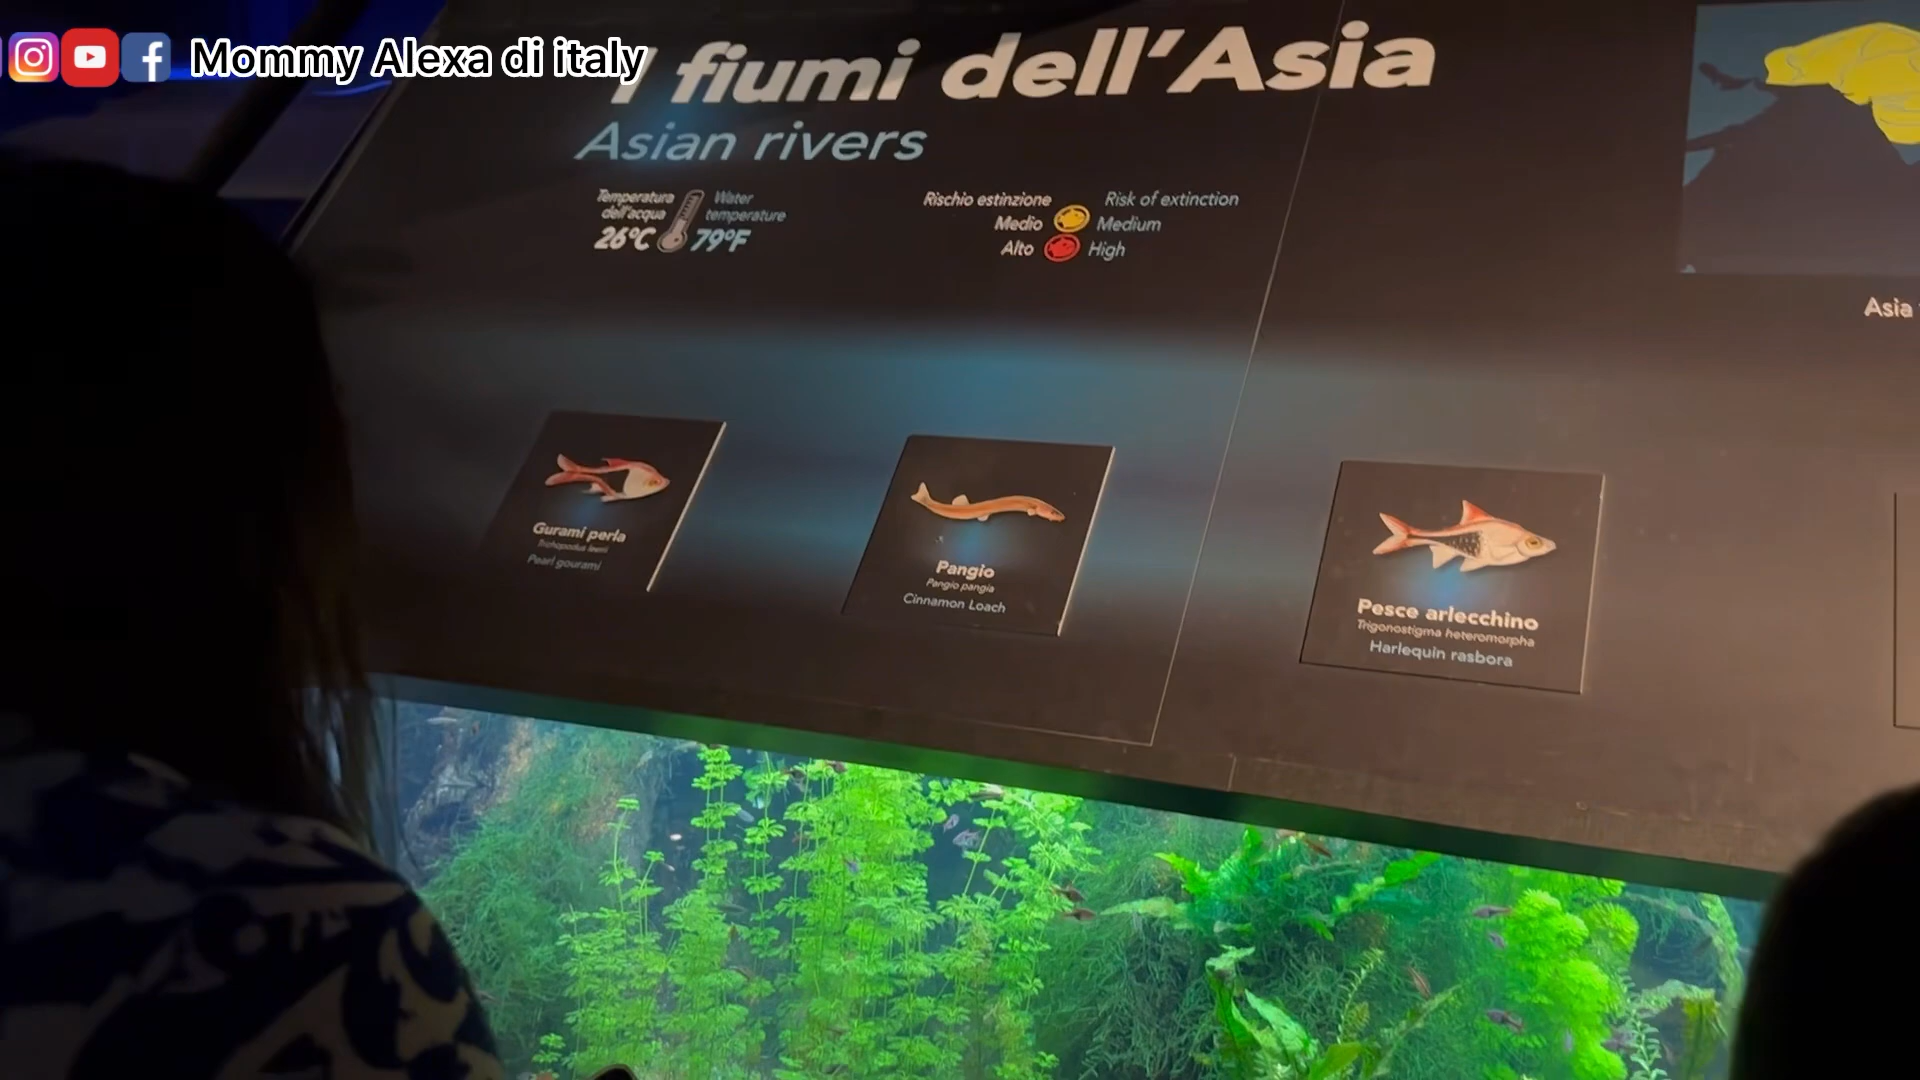 Mommy Alexa di italy
I fiumi dell'Asia
Asian rivers
Temperatura dell'acqua
26°C
Water temperature
79°F
Rischio estinzione
Risk of extinction
Medio
Medium
Alto
High
Asia
Gurami perla
Trichopodus leerii
Pearl gourami
Pangio
Pangio pangia
Cinnamon Loach
Pesce arlecchino
Trigonostigma heteromorpha
Harlequin rasbora